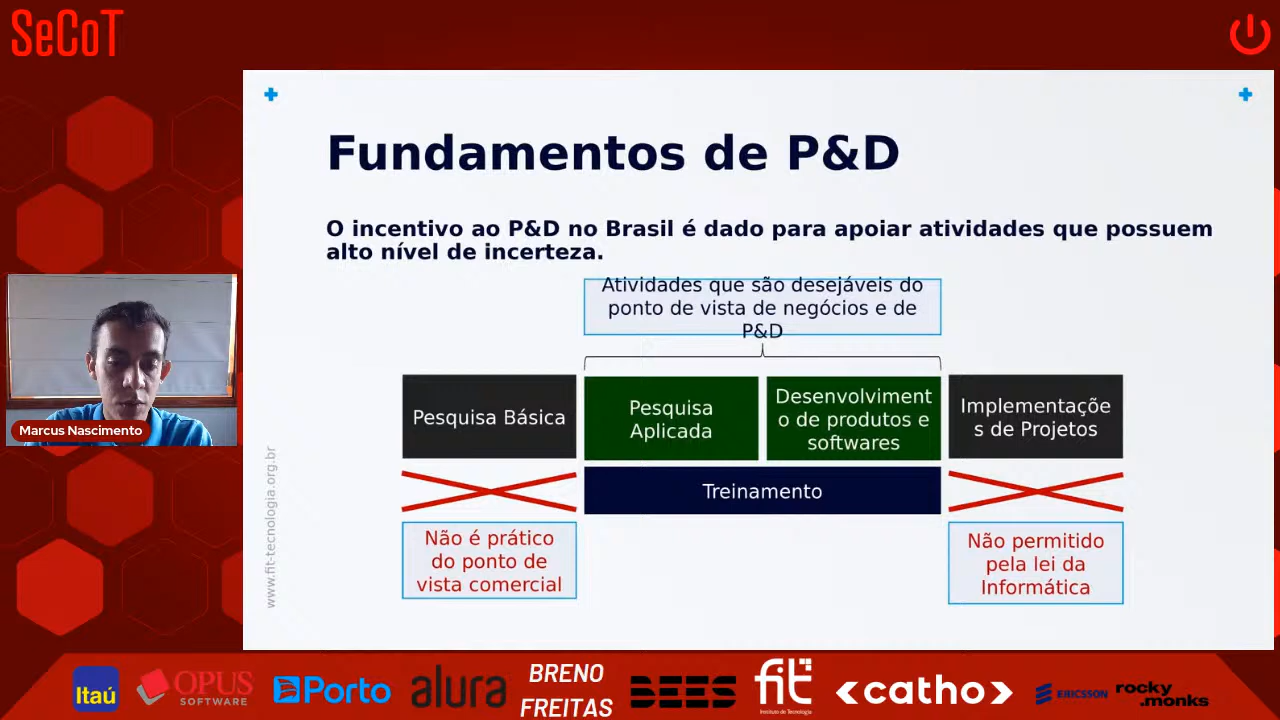 SeCoT
Fundamentos de P&D
O incentivo ao P&D no Brasil é dado para apoiar atividades que possuem
alto nível de incerteza.
Atividades que são desejáveis do
ponto de vista de negócios e de
P&D
Pesquisa Básica
Pesquisa
Aplicada
Desenvolviment
o de produtos e
softwares
Implementaçõe
s de Projetos
Treinamento
Não é prático
do ponto de
vista comercial
Não permitido
pela lei da
Informática
www.fit-tecnologia.org.br
Marcus Nascimento
Itaú
OPUS
SOFTWARE
Porto
alura
BRENO
FREITAS
BEES
fit
Instituto de Tecnologia
catho
ERICSSON
rocky
.monks